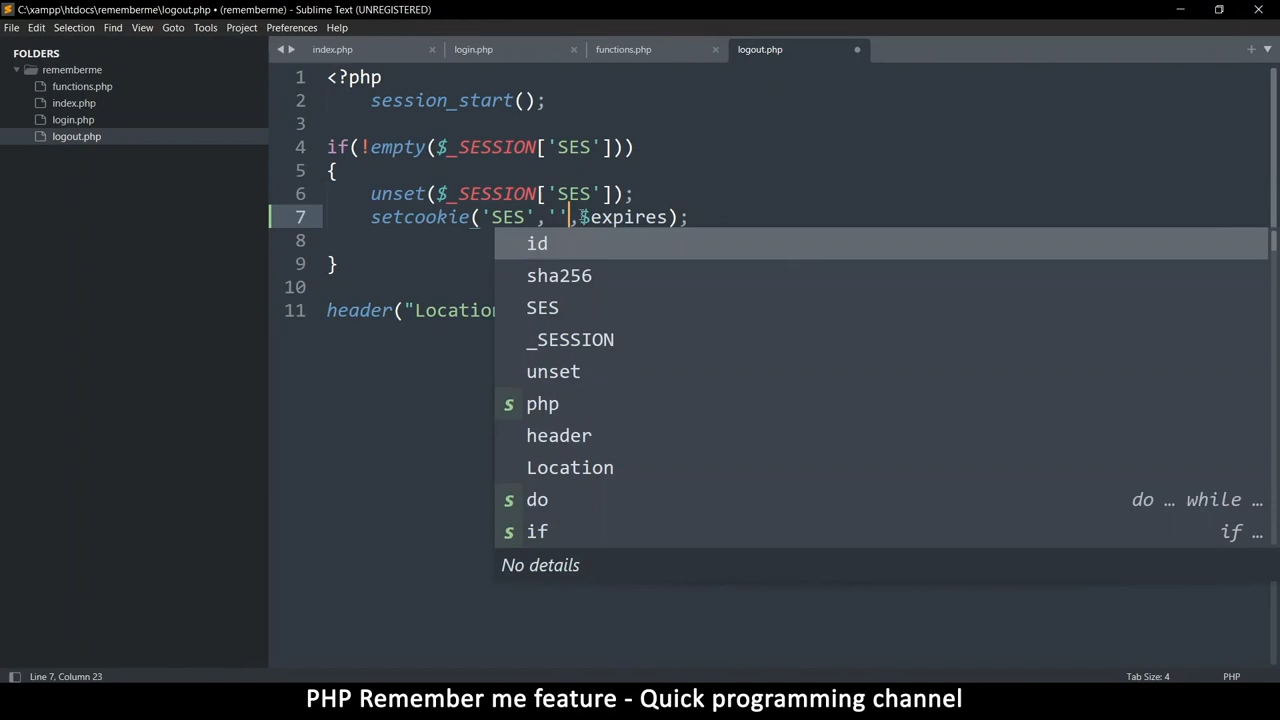 C:\xampp\htdocs\rememberme\logout.php • (rememberme) - Sublime Text (UNREGISTERED)
File Edit Selection Find View Goto Tools Project Preferences Help
FOLDERS
rememberme
functions.php
index.php
login.php
logout.php
index.php login.php functions.php logout.php
1 <?php
2 session_start();
3
4 if(!empty($_SESSION['SES']))
5 {
6 unset($_SESSION['SES']);
7 setcookie('SES','',$expires);
8
9 }
10
11 header("Location
id
sha256
SES
_SESSION
unset
s php
header
Location
s do do … while …
s if if …
No details
Line 7, Column 23 Tab Size: 4 PHP
PHP Remember me feature - Quick programming channel